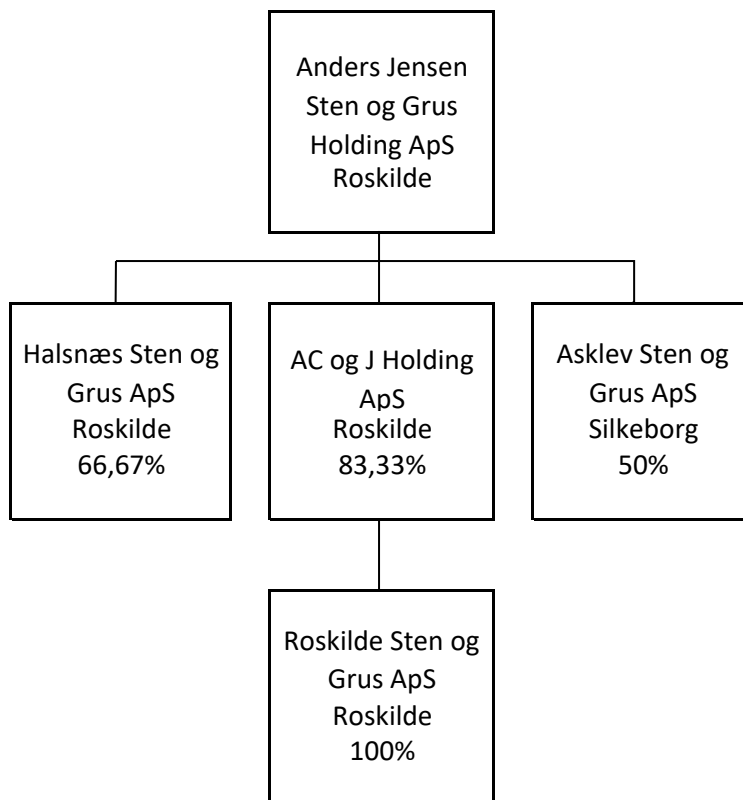 Anders Jensen
Sten og Grus
Holding ApS
Roskilde
Halsnæs Sten og
Grus ApS
Roskilde
66,67%
AC og J Holding
ApS
Roskilde
83,33%
Asklev Sten og
Grus ApS
Silkeborg
50%
Roskilde Sten og
Grus ApS
Roskilde
100%